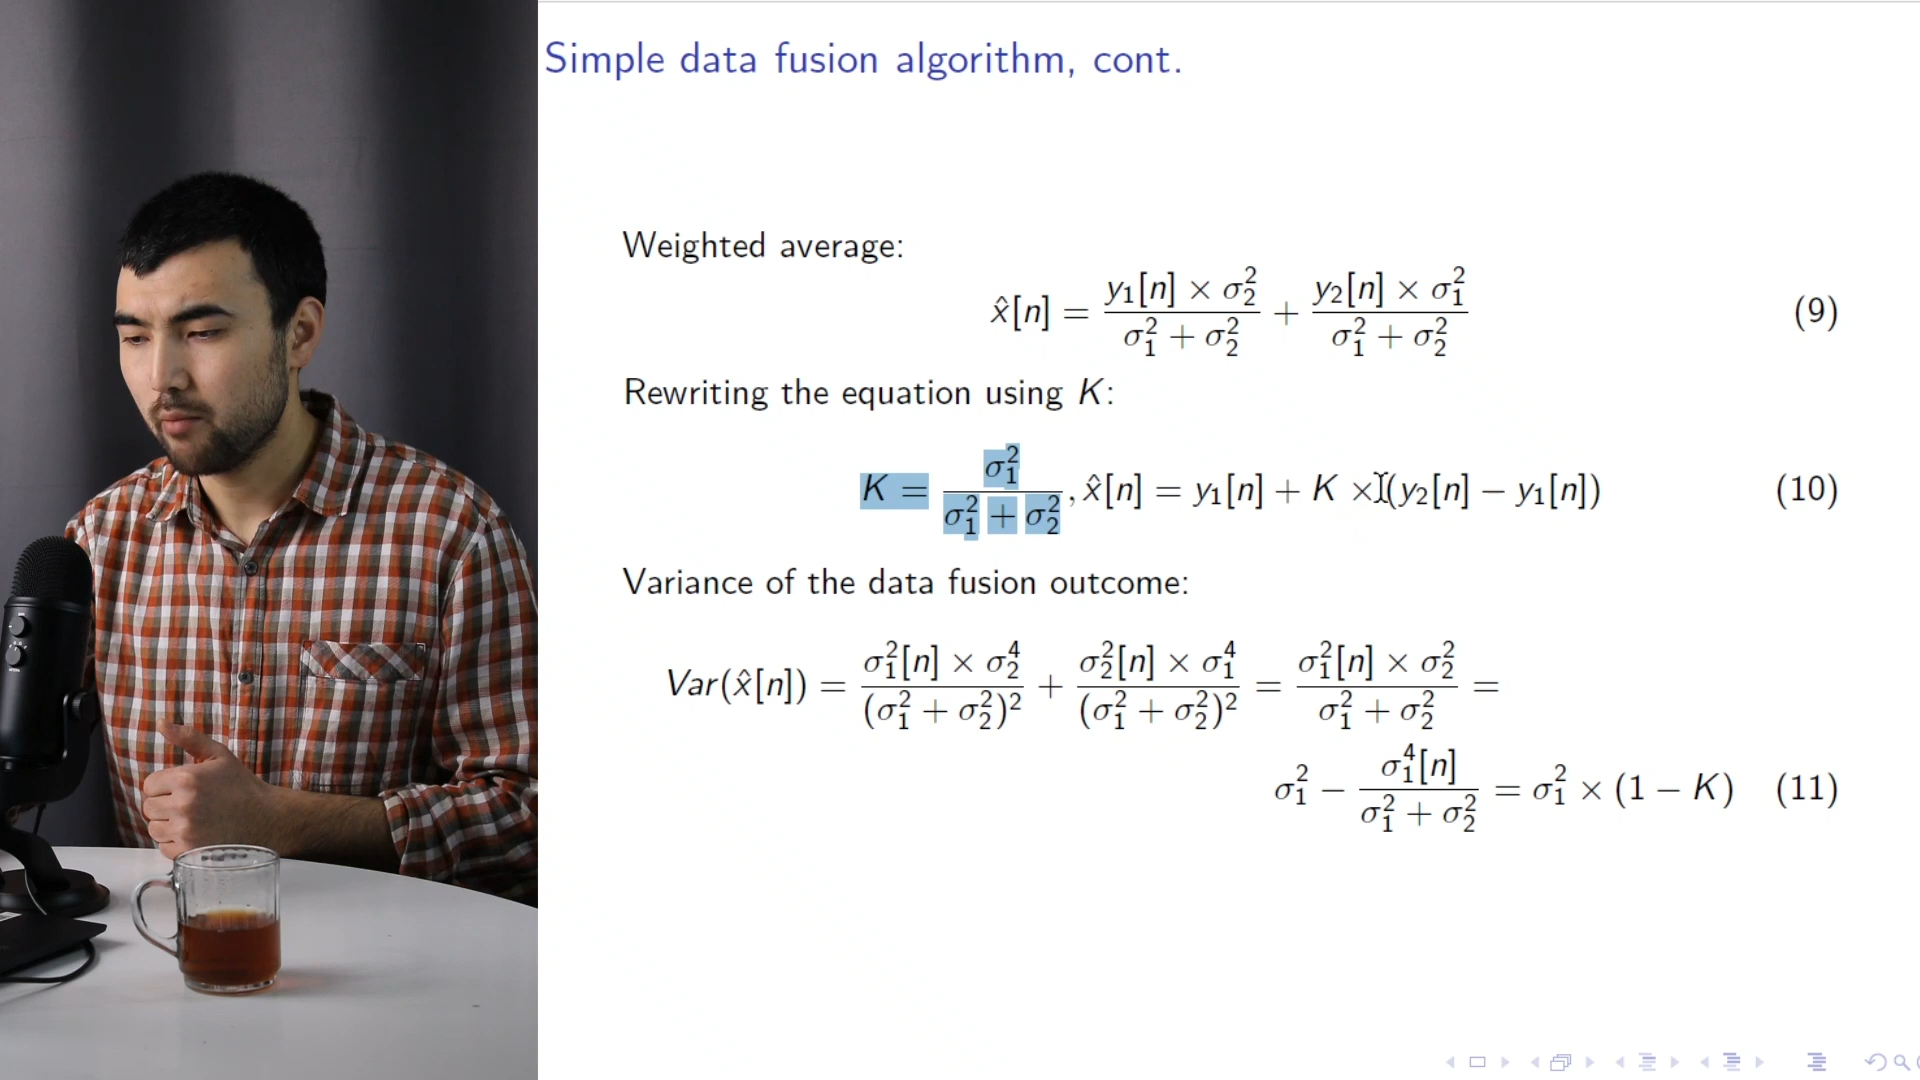 Simple data fusion algorithm, cont.
Weighted average:
x̂[n] = (y₁[n] × σ₂²)/(σ₁² + σ₂²) + (y₂[n] × σ₁²)/(σ₁² + σ₂²) (9)
Rewriting the equation using K:
K = σ₁²/(σ₁² + σ₂²), x̂[n] = y₁[n] + K × (y₂[n] − y₁[n]) (10)
Variance of the data fusion outcome:
Var(x̂[n]) = (σ₁²[n] × σ₂⁴)/(σ₁² + σ₂²)² + (σ₂²[n] × σ₁⁴)/(σ₁² + σ₂²)² = (σ₁²[n] × σ₂²)/(σ₁² + σ₂²) =
σ₁² − σ₁⁴[n]/(σ₁² + σ₂²) = σ₁² × (1 − K) (11)